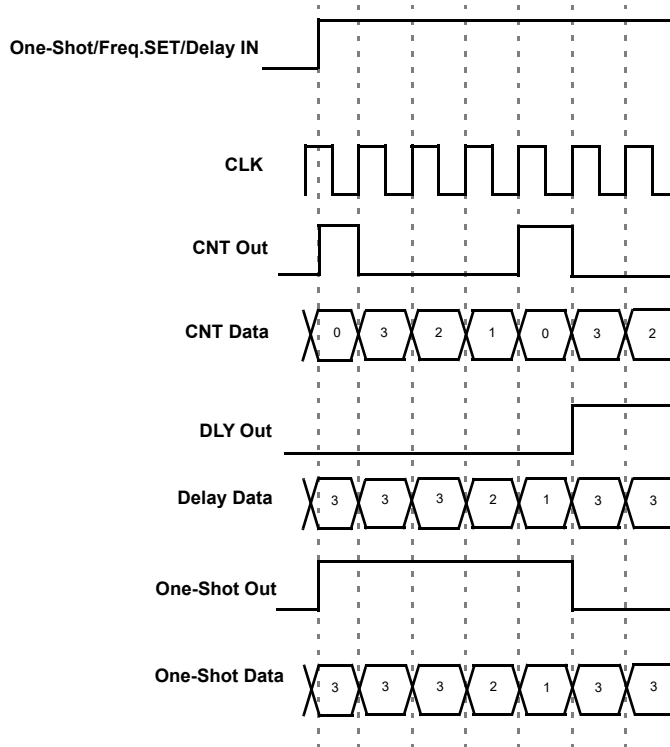 One-Shot/Freq.SET/Delay IN
CLK
CNT Out
CNT Data 0 3 2 1 0 3 2
DLY Out
Delay Data 3 3 3 2 1 3 3
One-Shot Out
One-Shot Data 3 3 3 2 1 3 3